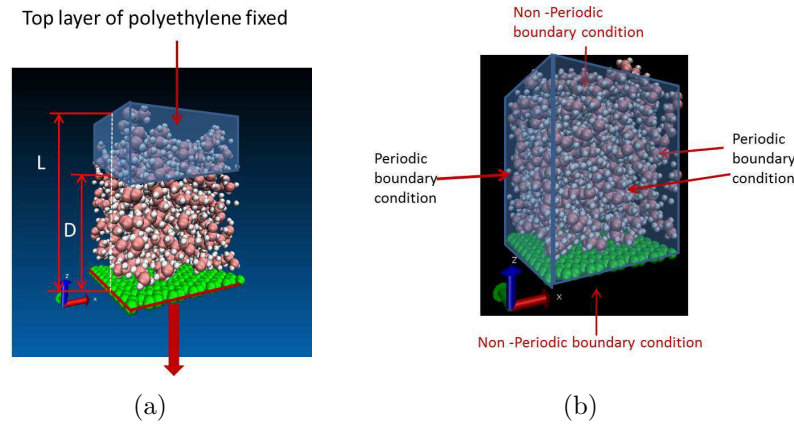 Top layer of polyethylene fixed
L
D
z
x
(a)
Non -Periodic
boundary condition
Periodic
boundary
condition
Periodic
boundary
condition
z
x
Non -Periodic boundary condition
(b)